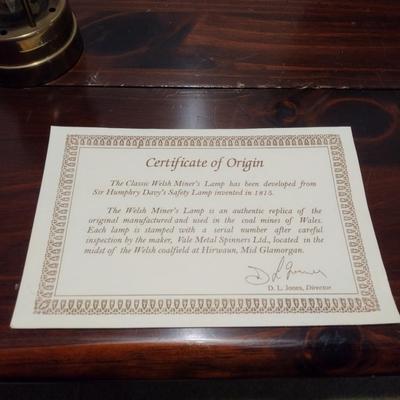 Certificate of Origin
The Classic Welsh Miner's Lamp has been developed from
Sir Humphry Davy's Safety Lamp invented in 1815.
The Welsh Miner's Lamp is an authentic replica of the
original manufactured and used in the coal mines of Wales.
Each lamp is stamped with a serial number after careful
inspection by the maker, Vale Metal Spinners Ltd., located in the
midst of the Welsh coalfield at Hirwaun, Mid Glamorgan.
D. L. Jones, Director